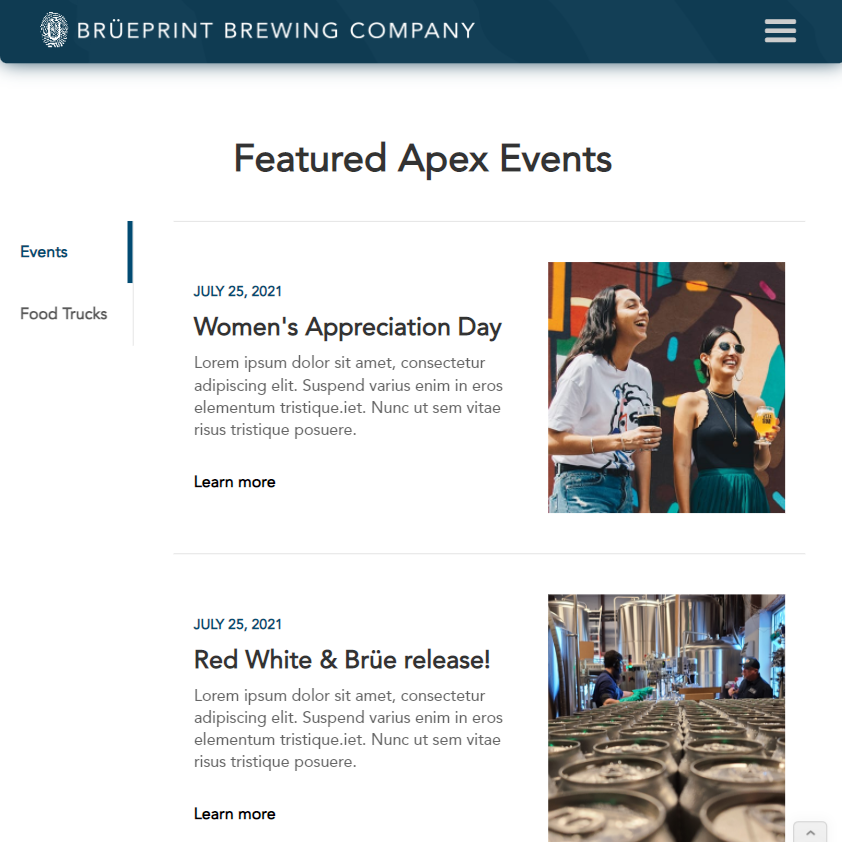 BRÜEPRINT BREWING COMPANY
Featured Apex Events
Events
Food Trucks
JULY 25, 2021
Women's Appreciation Day
Lorem ipsum dolor sit amet, consectetur
adipiscing elit. Suspend varius enim in eros
elementum tristique.iet. Nunc ut sem vitae
risus tristique posuere.
Learn more
JULY 25, 2021
Red White & Brüe release!
Lorem ipsum dolor sit amet, consectetur
adipiscing elit. Suspend varius enim in eros
elementum tristique.iet. Nunc ut sem vitae
risus tristique posuere.
Learn more